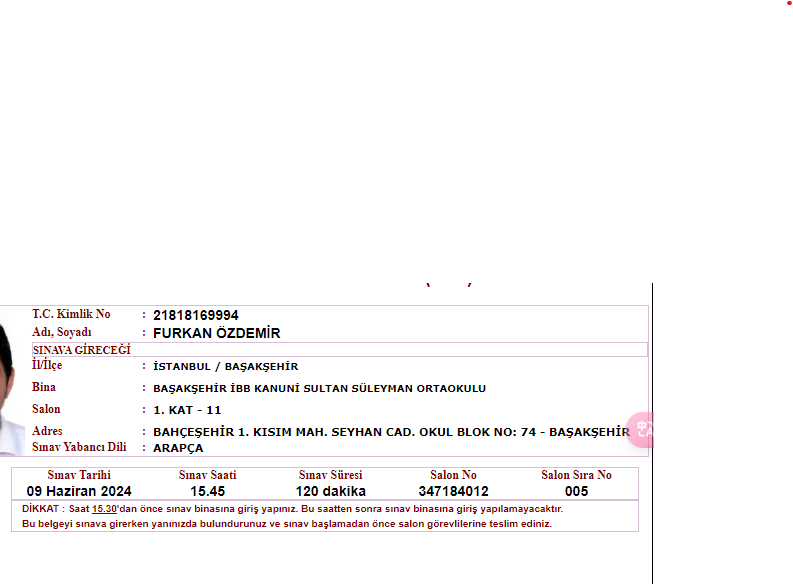 T.C. Kimlik No : 21818169994
Adı, Soyadı : FURKAN ÖZDEMİR
SINAVA GİRECEĞİ
İl/İlçe : İSTANBUL / BAŞAKŞEHİR
Bina : BAŞAKŞEHİR İBB KANUNİ SULTAN SÜLEYMAN ORTAOKULU
Salon : 1. KAT - 11
Adres : BAHÇEŞEHİR 1. KISIM MAH. SEYHAN CAD. OKUL BLOK NO: 74 - BAŞAKŞEHİR
Sınav Yabancı Dili : ARAPÇA
Sınav Tarihi Sınav Saati Sınav Süresi Salon No Salon Sıra No
09 Haziran 2024 15.45 120 dakika 347184012 005
DİKKAT : Saat 15.30'dan önce sınav binasına giriş yapınız. Bu saatten sonra sınav binasına giriş yapılamayacaktır.
Bu belgeyi sınava girerken yanınızda bulundurunuz ve sınav başlamadan önce salon görevlilerine teslim ediniz.